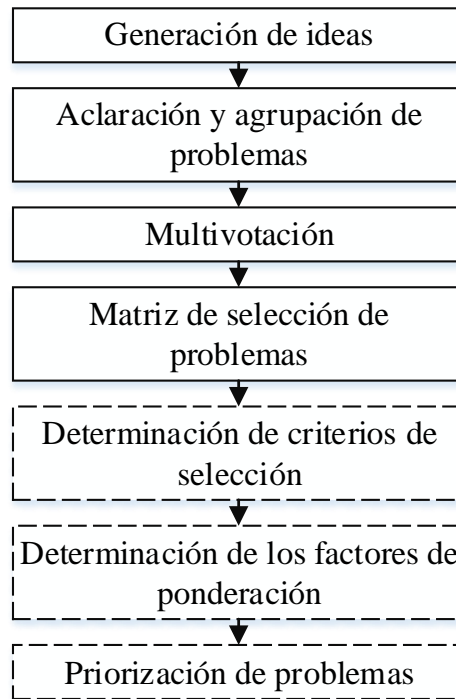 Generación de ideas
Aclaración y agrupación de
problemas
Multivotación
Matriz de selección de
problemas
Determinación de criterios de
selección
Determinación de los factores de
ponderación
Priorización de problemas